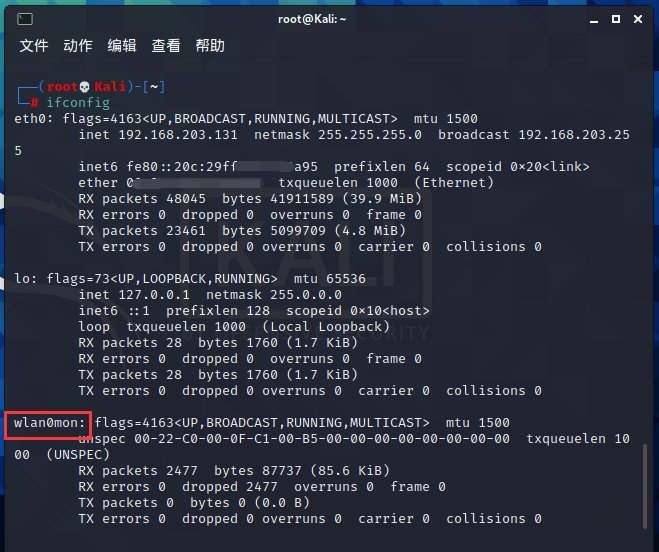 root@Kali: ~
文件 动作 编辑 查看 帮助
(root💀Kali)-[~]
# ifconfig
eth0: flags=4163<UP,BROADCAST,RUNNING,MULTICAST>  mtu 1500
inet 192.168.203.131  netmask 255.255.255.0  broadcast 192.168.203.25
5
inet6 fe80::20c:29ff a95  prefixlen 64  scopeid 0×20<link>
ether 0 txqueuelen 1000  (Ethernet)
RX packets 48045  bytes 41911589 (39.9 MiB)
RX errors 0  dropped 0  overruns 0  frame 0
TX packets 23461  bytes 5099709 (4.8 MiB)
TX errors 0  dropped 0 overruns 0  carrier 0  collisions 0
lo: flags=73<UP,LOOPBACK,RUNNING>  mtu 65536
inet 127.0.0.1  netmask 255.0.0.0
inet6 ::1  prefixlen 128  scopeid 0×10<host>
loop  txqueuelen 1000  (Local Loopback)
RX packets 28  bytes 1760 (1.7 KiB)
RX errors 0  dropped 0  overruns 0  frame 0
TX packets 28  bytes 1760 (1.7 KiB)
TX errors 0  dropped 0 overruns 0  carrier 0  collisions 0
wlan0mon: flags=4163<UP,BROADCAST,RUNNING,MULTICAST>  mtu 1500
unspec 00-22-C0-00-0F-C1-00-B5-00-00-00-00-00-00-00-00  txqueuelen 10
00  (UNSPEC)
RX packets 2477  bytes 87737 (85.6 KiB)
RX errors 0  dropped 2477  overruns 0  frame 0
TX packets 0  bytes 0 (0.0 B)
TX errors 0  dropped 0 overruns 0  carrier 0  collisions 0